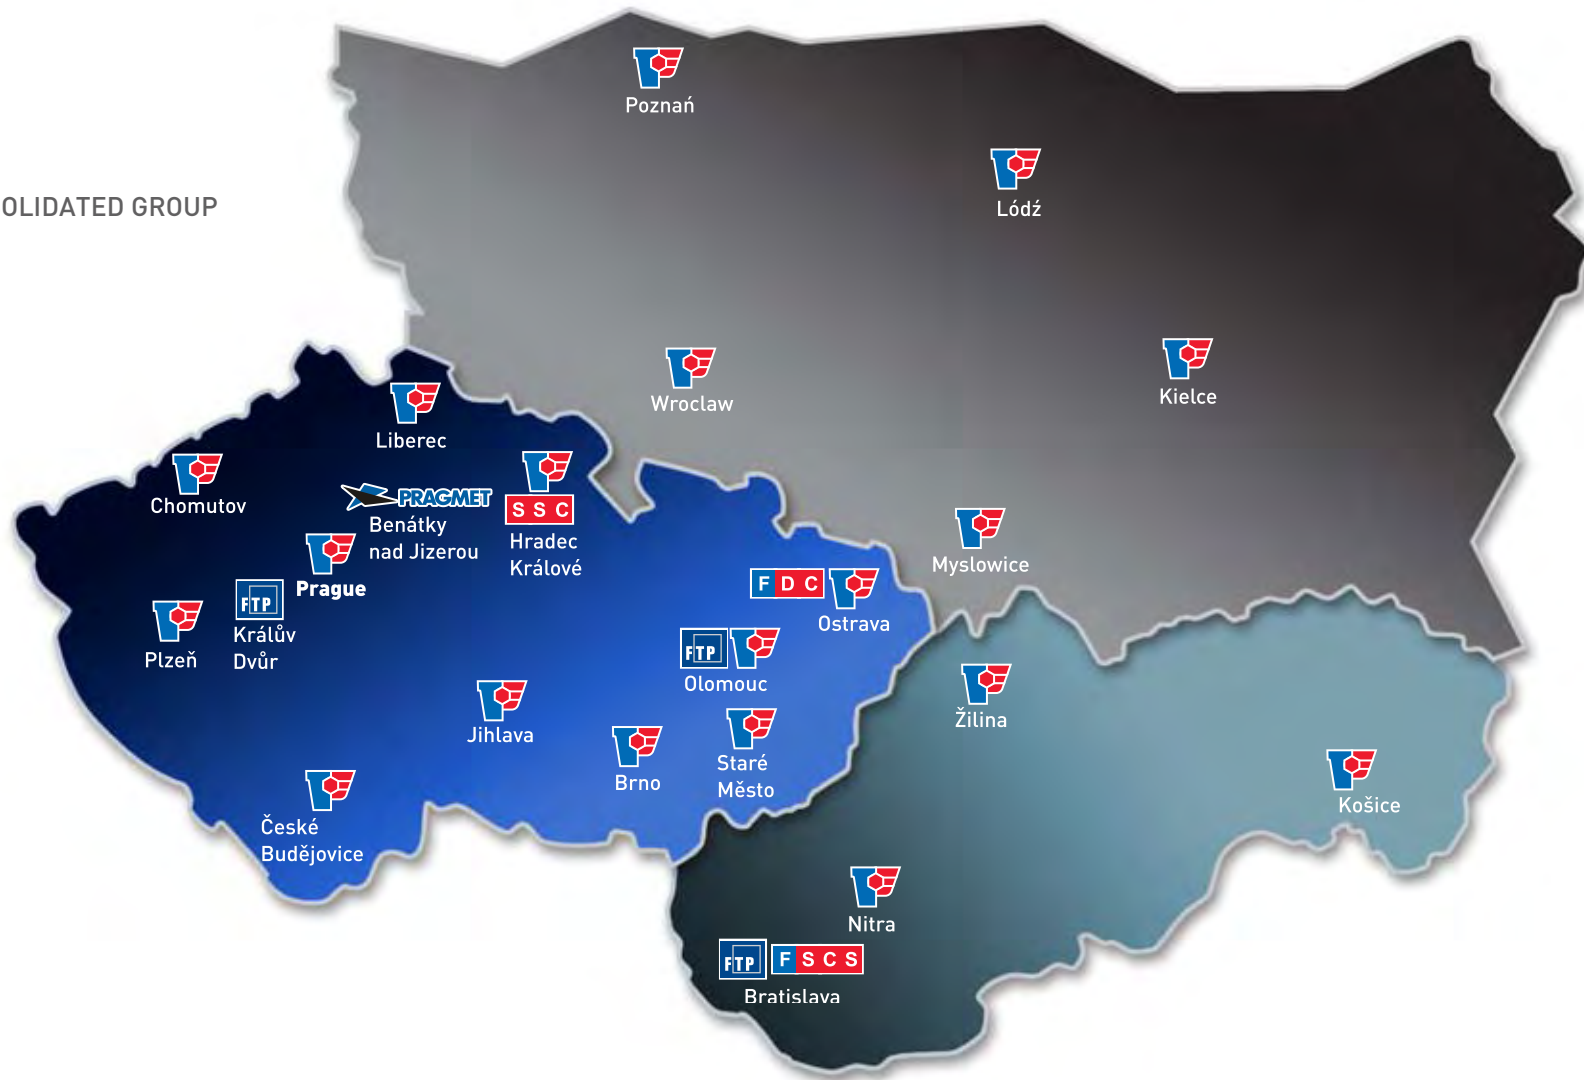 Poznań
Lódź
OLIDATED GROUP
Wroclaw
Kielce
Liberec
Chomutov
PRAGMET
Benátky
nad Jizerou
SSC
Hradec
Králové
Myslowice
Prague
FTP
Králův
Dvůr
Plzeň
FDC
Ostrava
FTP
Olomouc
Žilina
Jihlava
Brno
Staré
Město
Košice
České
Budějovice
Nitra
FTP
FSCS
Bratislava